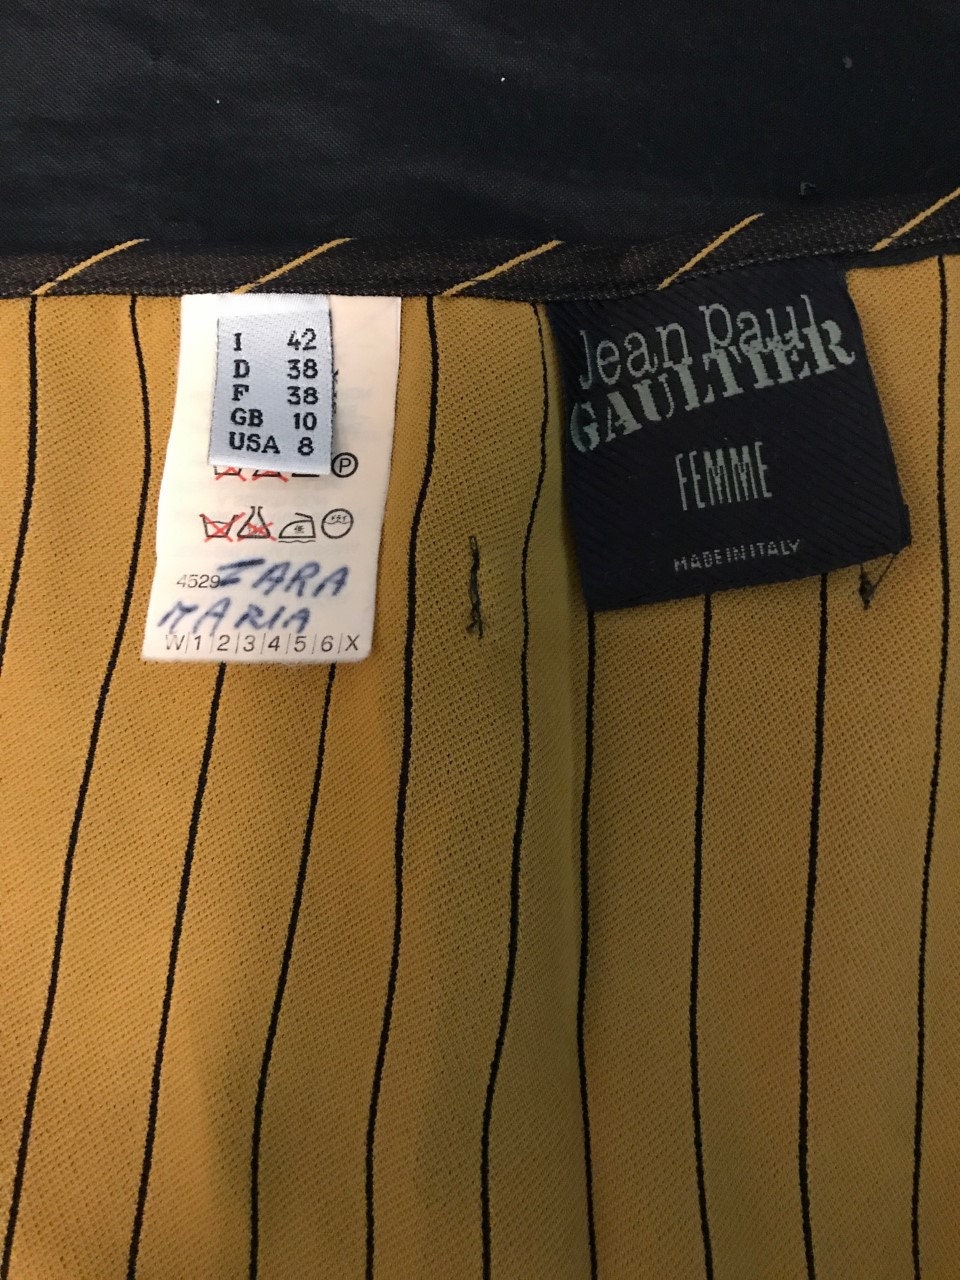 I 42
D 38
F 38
GB 10
USA 8
P
4529 FARA
MARIA
W/1/2/3/4/5/6/X
Jean Paul
GAULTIER
FEMME
MADE IN ITALY